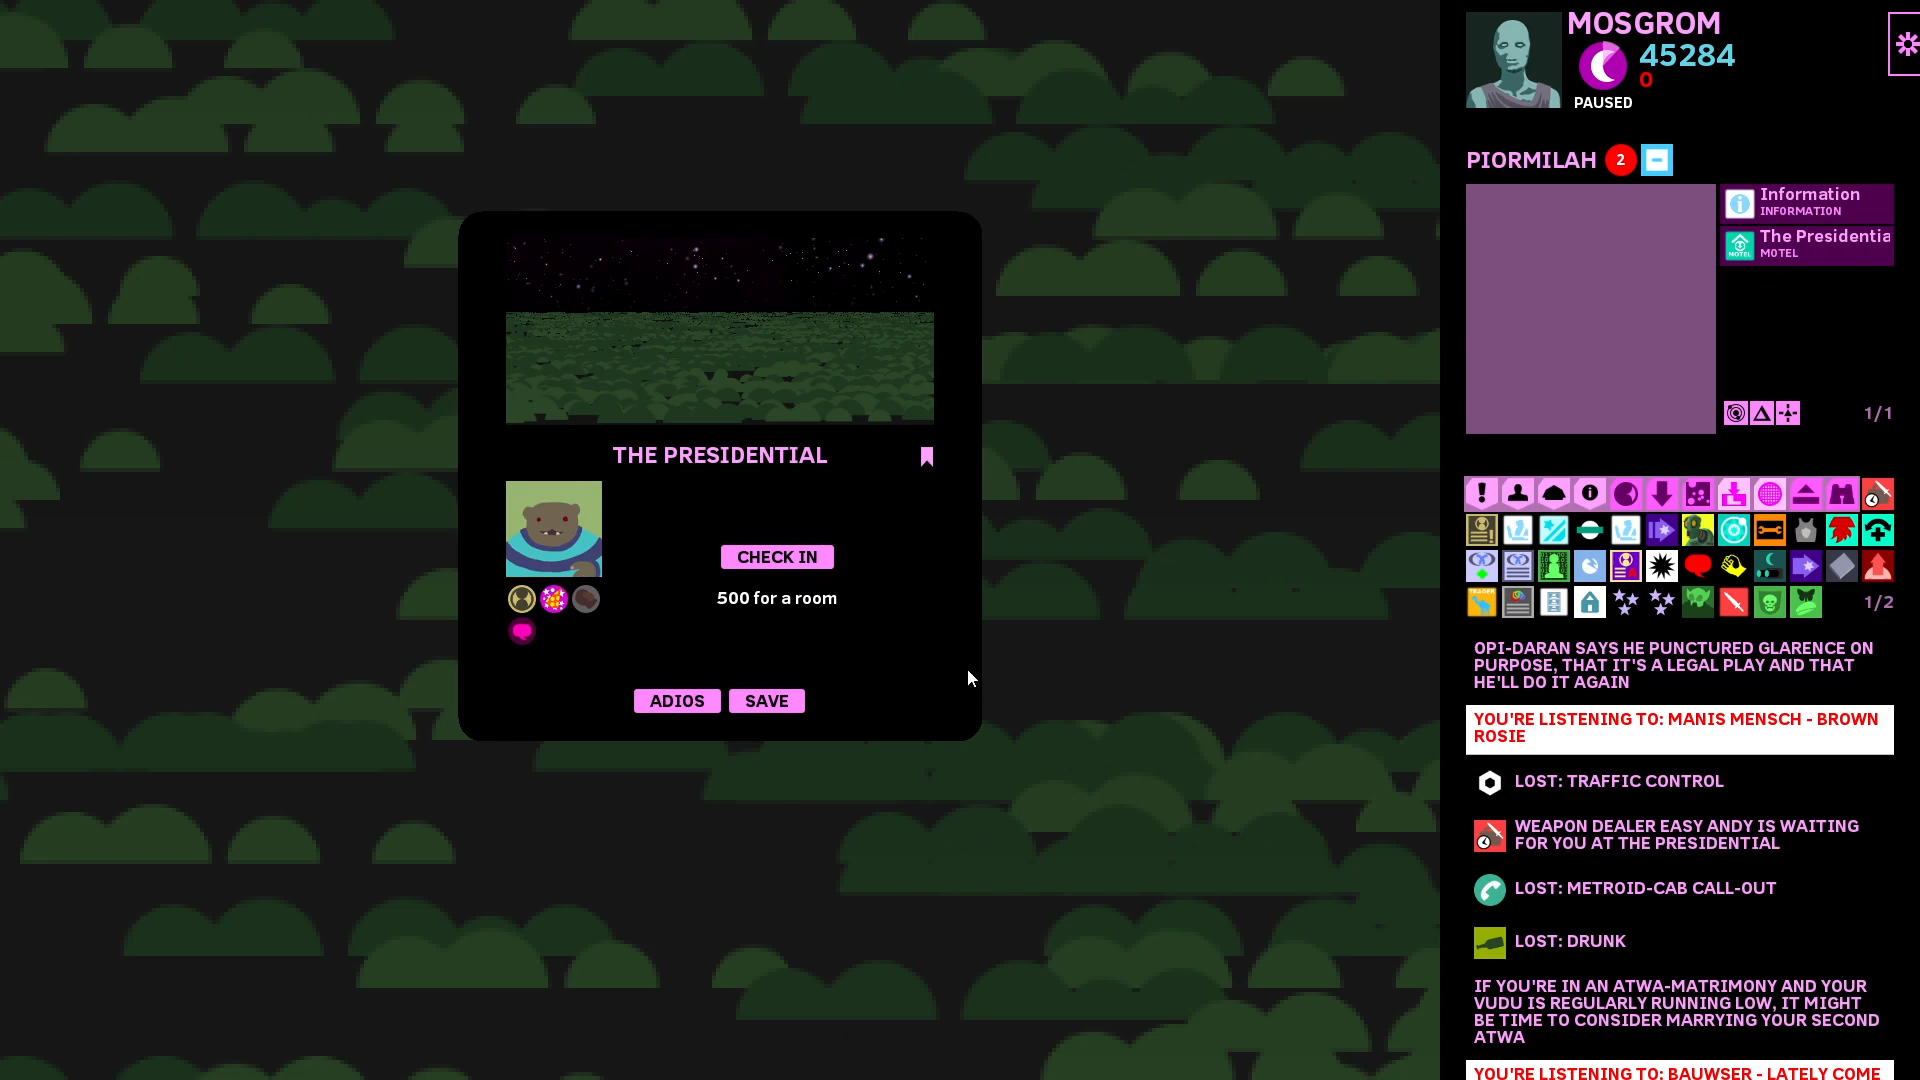 MOSGROM
45284
0
PAUSED
PIORMILAH
2
Information
INFORMATION
The Presidentia
MOTEL
MOTEL
1/1
THE PRESIDENTIAL
CHECK IN
500 for a room
ADIOS
SAVE
1/2
OPI-DARAN SAYS HE PUNCTURED GLARENCE ON
PURPOSE, THAT IT'S A LEGAL PLAY AND THAT
HE'LL DO IT AGAIN
YOU'RE LISTENING TO: MANIS MENSCH - BROWN
ROSIE
LOST: TRAFFIC CONTROL
WEAPON DEALER EASY ANDY IS WAITING
FOR YOU AT THE PRESIDENTIAL
LOST: METROID-CAB CALL-OUT
LOST: DRUNK
IF YOU'RE IN AN ATWA-MATRIMONY AND YOUR
VUDU IS REGULARLY RUNNING LOW, IT MIGHT
BE TIME TO CONSIDER MARRYING YOUR SECOND
ATWA
YOU'RE LISTENING TO: BAUWSER - LATELY COME